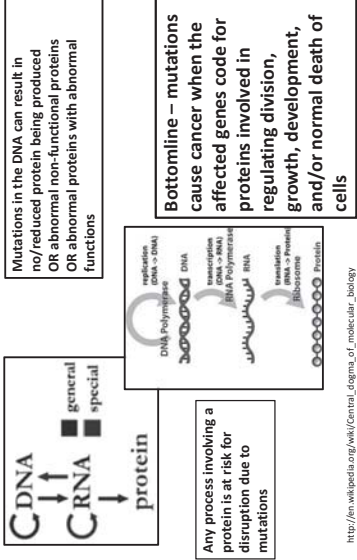 DNA
RNA
protein
general
special
Mutations in the DNA can result in
no/reduced protein being produced
OR abnormal non-functional proteins
OR abnormal proteins with abnormal
functions
Any process involving a
protein is at risk for
disruption due to
mutations
replication
(DNA -> DNA)
DNA Polymerase
DNA
transcription
(DNA -> RNA)
RNA Polymerase
RNA
translation
(RNA -> Protein)
Ribosome
Protein
Bottomline – mutations
cause cancer when the
affected genes code for
proteins involved in
regulating division,
growth, development,
and/or normal death of
cells
http://en.wikipedia.org/wiki/Central_dogma_of_molecular_biology